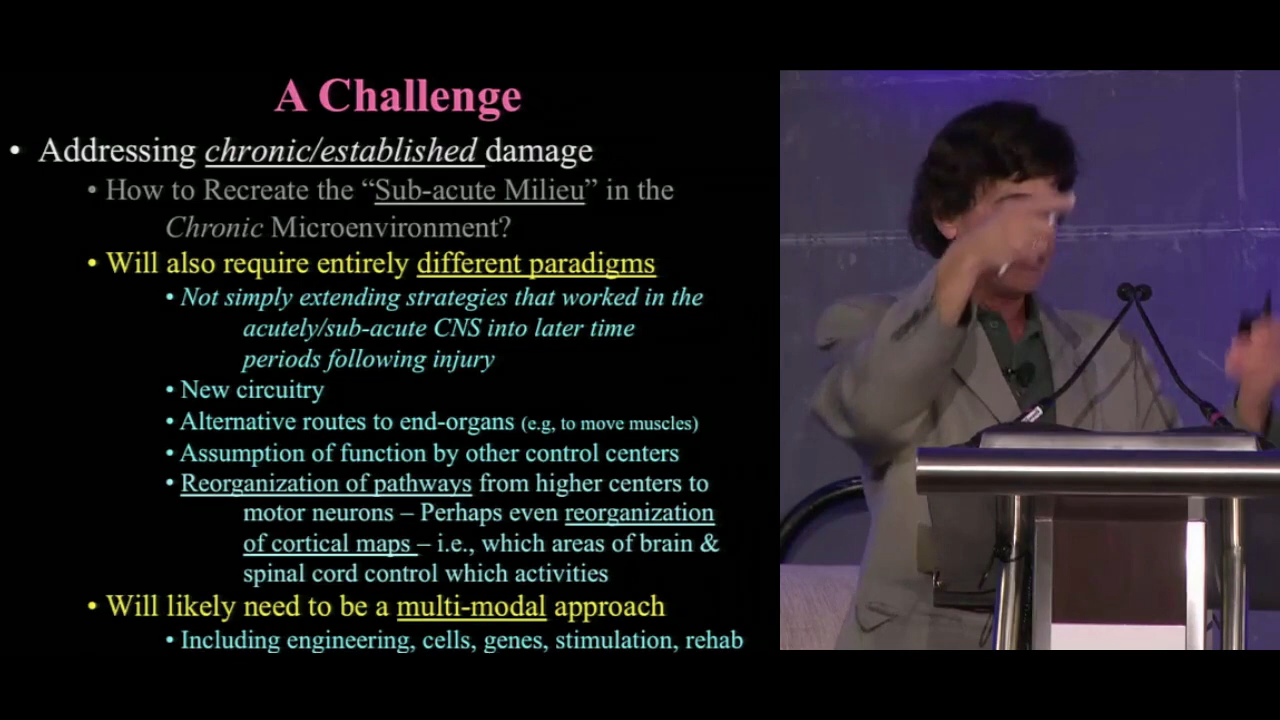 A Challenge
• Addressing chronic/established damage
• How to Recreate the “Sub-acute Milieu” in the
Chronic Microenvironment?
• Will also require entirely different paradigms
• Not simply extending strategies that worked in the
acutely/sub-acute CNS into later time
periods following injury
• New circuitry
• Alternative routes to end-organs (e.g, to move muscles)
• Assumption of function by other control centers
• Reorganization of pathways from higher centers to
motor neurons – Perhaps even reorganization
of cortical maps – i.e., which areas of brain &
spinal cord control which activities
• Will likely need to be a multi-modal approach
• Including engineering, cells, genes, stimulation, rehab